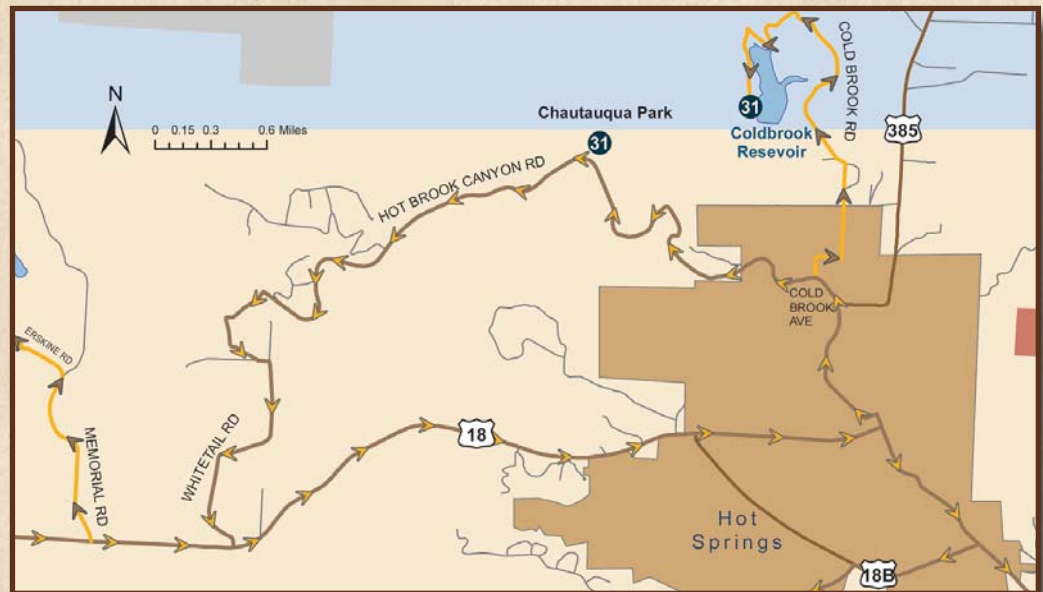 N
0 0.15 0.3 0.6 Miles
Chautauqua Park
31
31
Coldbrook
Resevoir
COLD BROOK RD
385
HOT BROOK CANYON RD
COLD
BROOK
AVE
ERSKINE RD
MEMORIAL RD
WHITETAIL RD
18
Hot
Springs
18B